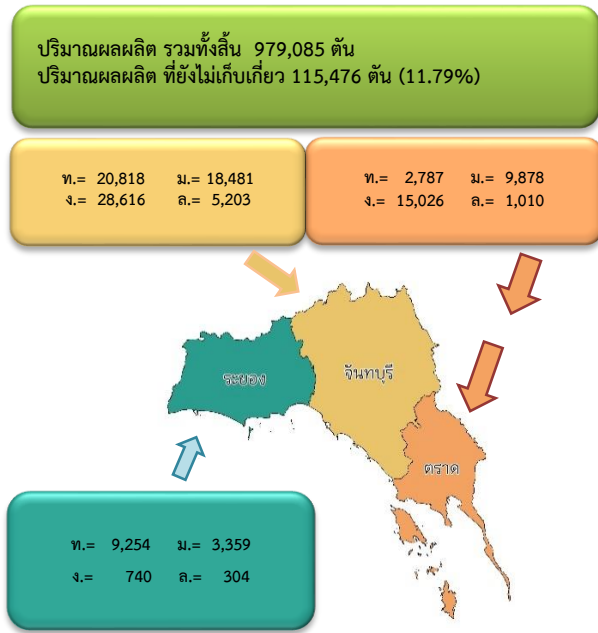 ปริมาณผลผลิต รวมทั้งสิ้น 979,085 ตัน
ปริมาณผลผลิต ที่ยังไม่เก็บเกี่ยว 115,476 ตัน (11.79%)
ท.= 20,818 ม.= 18,481
ง.= 28,616 ล.= 5,203
ท.= 2,787 ม.= 9,878
ง.= 15,026 ล.= 1,010
ระยอง
จันทบุรี
ตราด
ท.= 9,254 ม.= 3,359
ง.= 740 ล.= 304